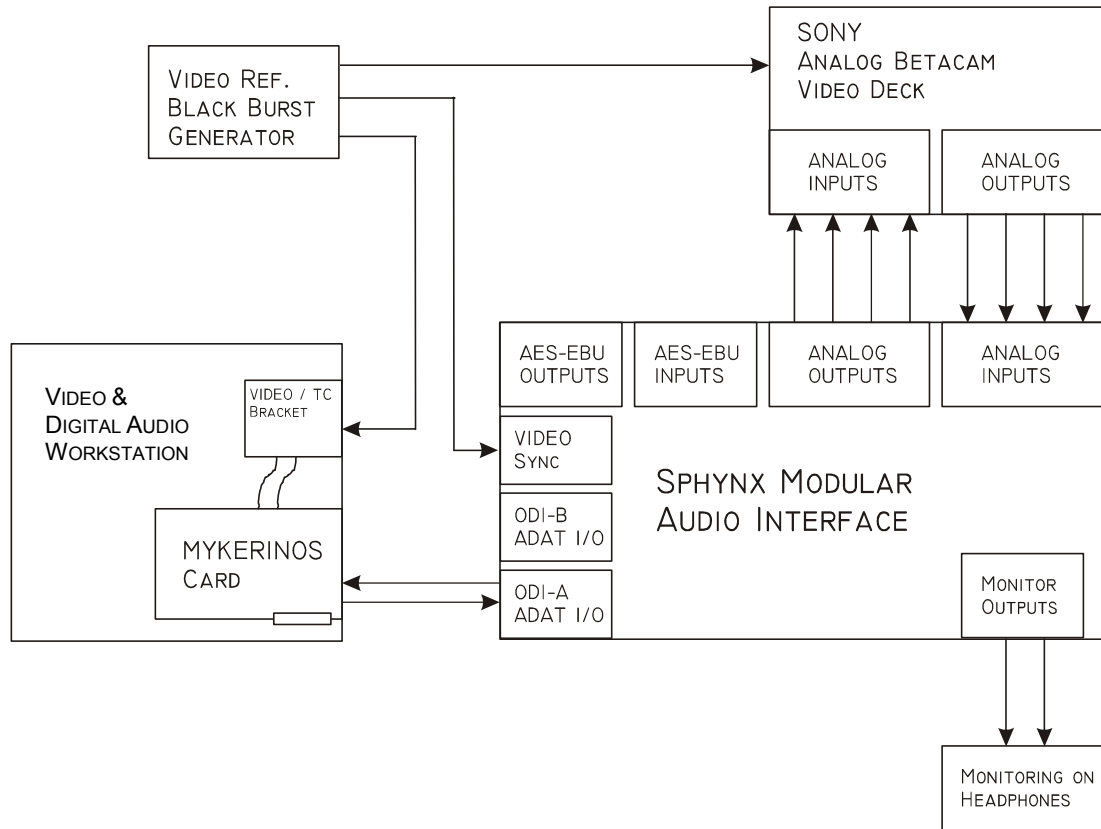 VIDEO REF.
BLACK BURST
GENERATOR
SONY
ANALOG BETACAM
VIDEO DECK
ANALOG
INPUTS
ANALOG
OUTPUTS
AES-EBU
OUTPUTS
AES-EBU
INPUTS
ANALOG
OUTPUTS
ANALOG
INPUTS
VIDEO &
DIGITAL AUDIO
WORKSTATION
VIDEO / TC
BRACKET
MYKERINOS
CARD
VIDEO
SYNC
ODI-B
ADAT I/O
ODI-A
ADAT I/O
SPHYNX MODULAR
AUDIO INTERFACE
MONITOR
OUTPUTS
MONITORING ON
HEADPHONES